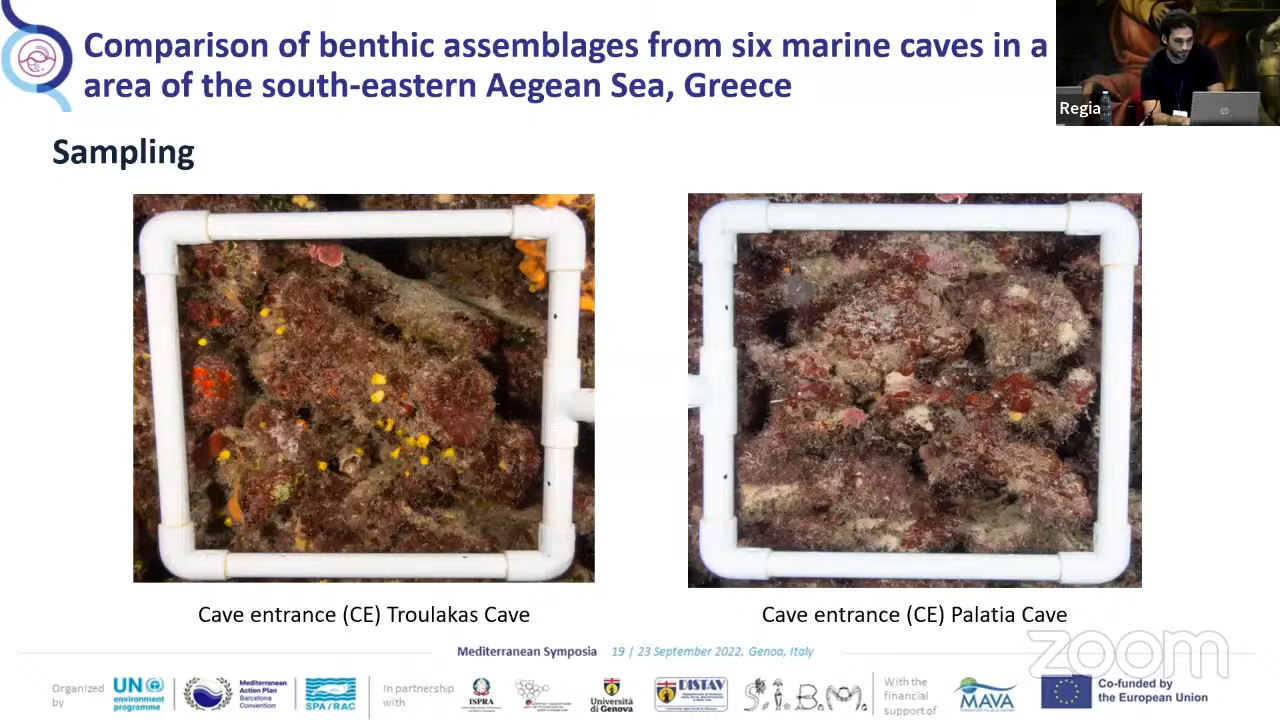 Comparison of benthic assemblages from six marine caves in a
area of the south-eastern Aegean Sea, Greece
Regia
Sampling
Cave entrance (CE) Troulakas Cave
Cave entrance (CE) Palatia Cave
zoom
Mediterranean Symposia 19 | 23 September 2022, Genoa, Italy
Organized
by
UN
environment
programme
Mediterranean
Action Plan
Barcelona
Convention
SPA/RAC
In partnership
with
ISPRA
Università
di Genova
DISTAV
S.I.B.M.
With the
financial
support of
MAVA
Co-funded by
the European Union